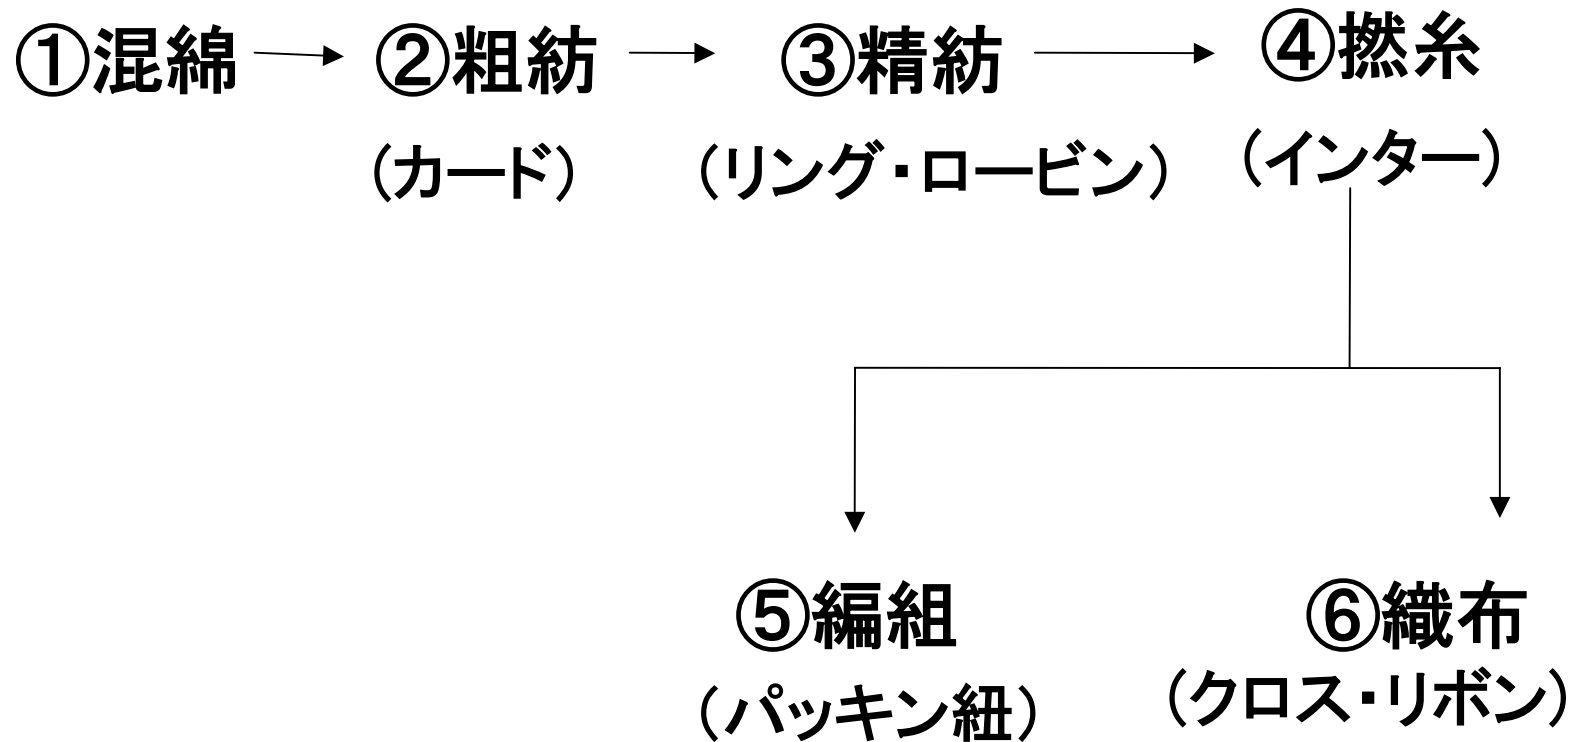 ①混綿
②粗紡
(カード)
③精紡
(リング・ロービン)
④撚糸
(インター)
⑤編組
(パッキン紐)
⑥織布
(クロス・リボン)